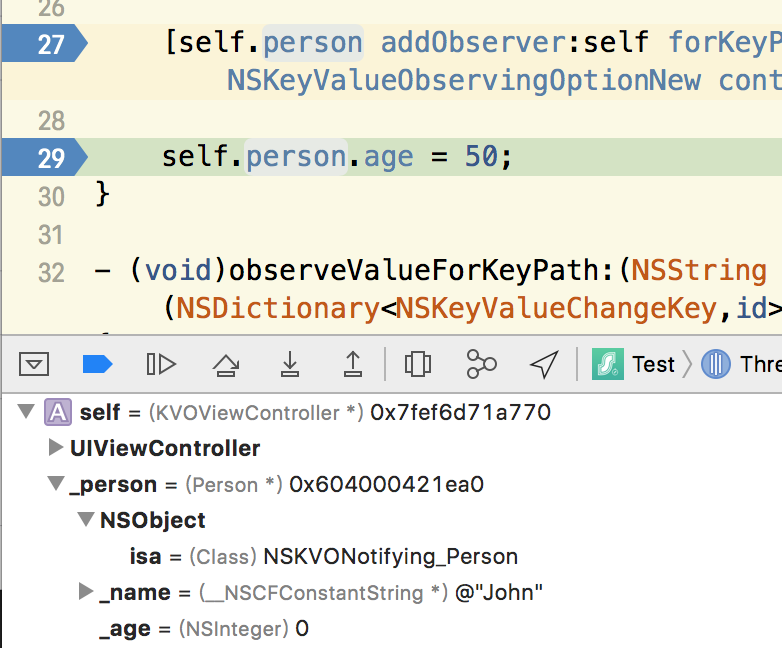 26
27 [self.person addObserver:self forKeyP
NSKeyValueObservingOptionNew cont
28
29 self.person.age = 50;
30 }
31
32 - (void)observeValueForKeyPath:(NSString
(NSDictionary<NSKeyValueChangeKey,id>
Test Thre
A self = (KVOViewController *) 0x7fef6d71a770
UIViewController
_person = (Person *) 0x604000421ea0
NSObject
isa = (Class) NSKVONotifying_Person
_name = (__NSCFConstantString *) @"John"
_age = (NSInteger) 0